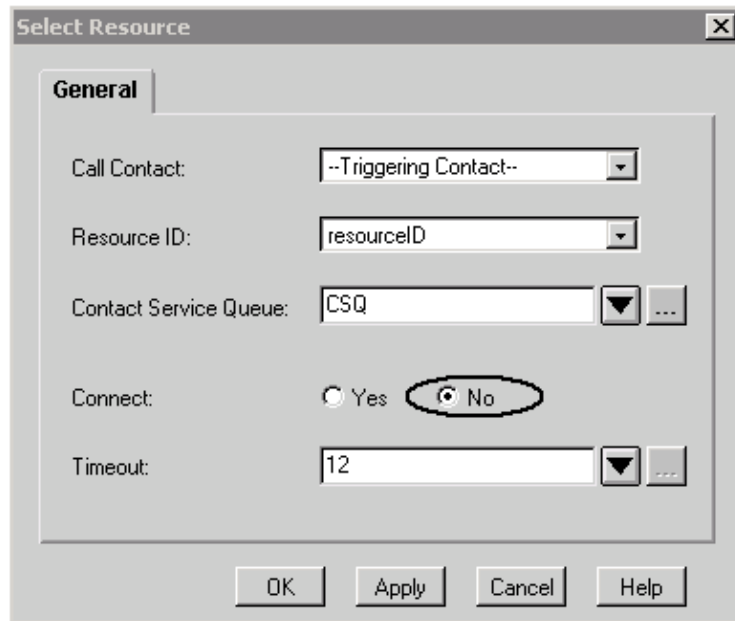 Select Resource
General
Call Contact: --Triggering Contact--
Resource ID: resourceID
Contact Service Queue: CSQ ...
Connect: Yes No
Timeout: 12 ...
OK Apply Cancel Help